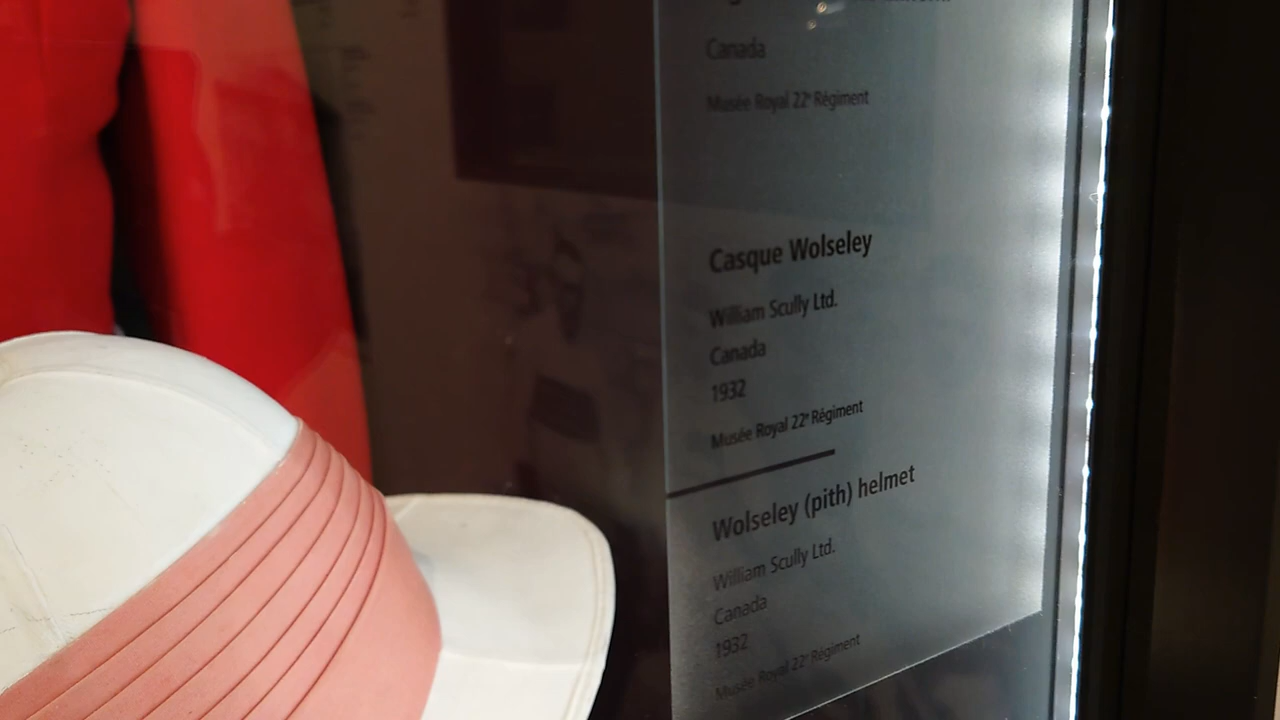 Canada
Musée Royal 22ᵉ Régiment
Casque Wolseley
William Scully Ltd.
Canada
1932
Musée Royal 22ᵉ Régiment
Wolseley (pith) helmet
William Scully Ltd.
Canada
1932
Musée Royal 22ᵉ Régiment